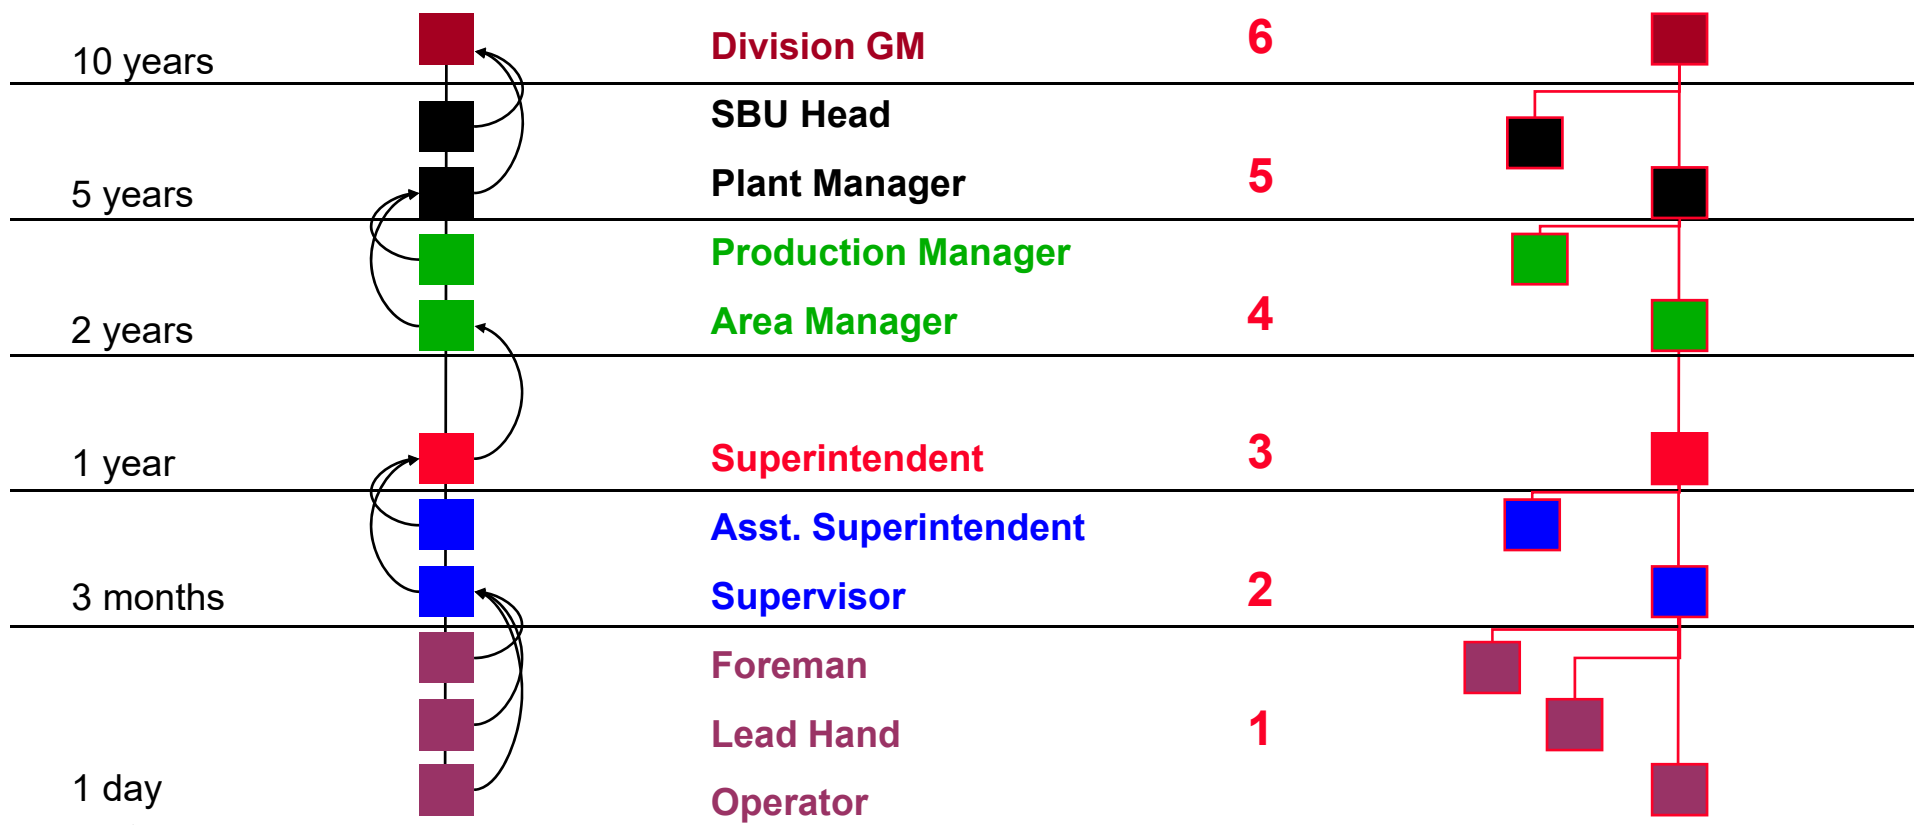 10 years
Division GM
6
SBU Head
5 years
Plant Manager
5
Production Manager
2 years
Area Manager
4
1 year
Superintendent
3
Asst. Superintendent
3 months
Supervisor
2
Foreman
Lead Hand
1
1 day
Operator